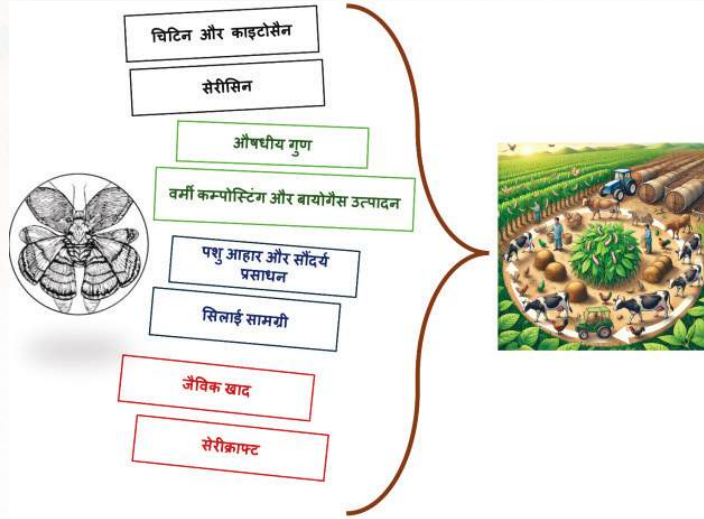 चिटिन और काइटोसैन
सेरीसिन
औषधीय गुण
वर्मी कम्पोस्टिंग और बायोगैस उत्पादन
पशु आहार और सौंदर्य
प्रसाधन
सिलाई सामग्री
जैविक खाद
सेरीक्राफ्ट